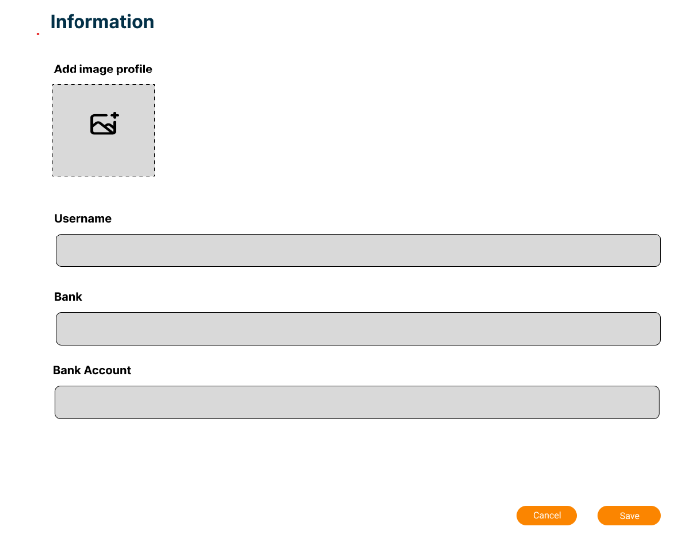 Information
Add image profile
Username
Bank
Bank Account
Cancel
Save